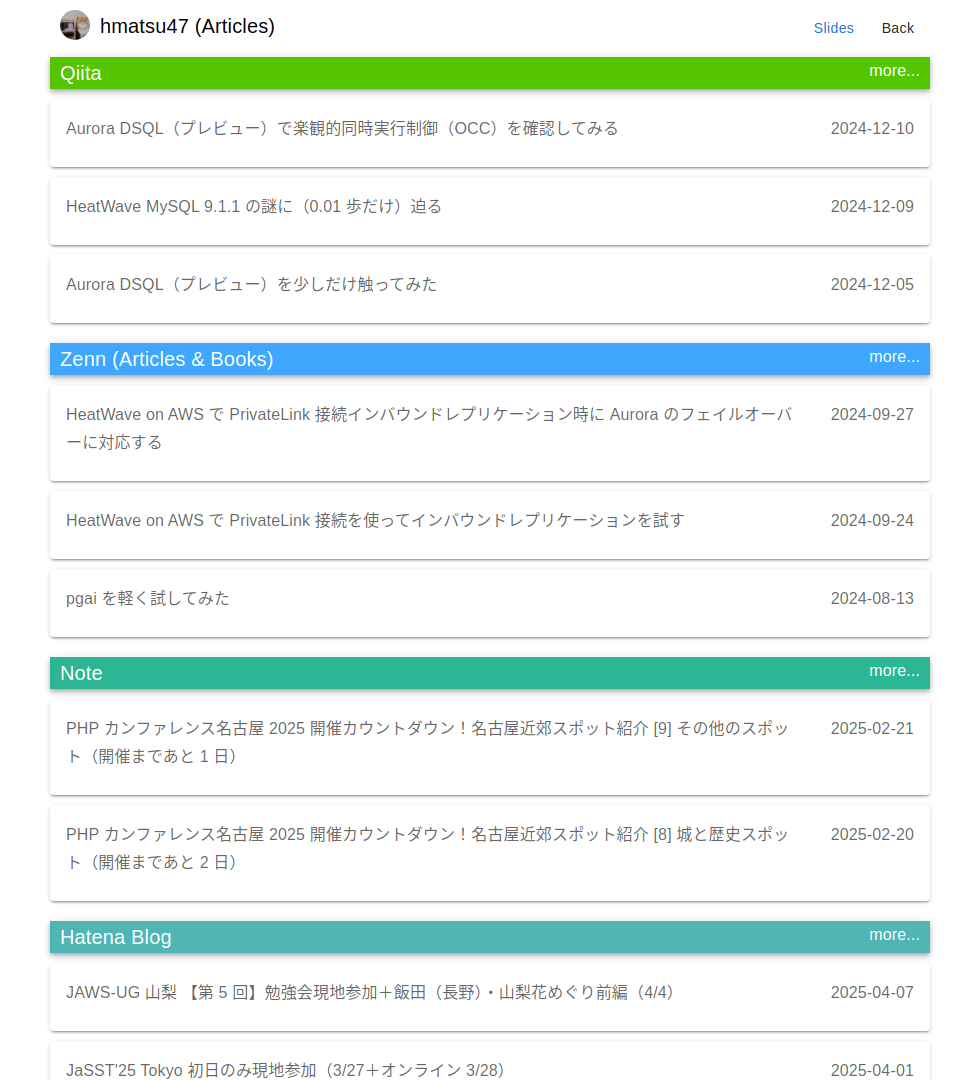 hmatsu47 (Articles)
Slides
Back
Qiita
more...
Aurora DSQL（プレビュー）で楽観的同時実行制御（OCC）を確認してみる
2024-12-10
HeatWave MySQL 9.1.1 の謎に（0.01 歩だけ）迫る
2024-12-09
Aurora DSQL（プレビュー）を少しだけ触ってみた
2024-12-05
Zenn (Articles & Books)
more...
HeatWave on AWS で PrivateLink 接続インバウンドレプリケーション時に Aurora のフェイルオーバ
ーに対応する
2024-09-27
HeatWave on AWS で PrivateLink 接続を使ってインバウンドレプリケーションを試す
2024-09-24
pgai を軽く試してみた
2024-08-13
Note
more...
PHP カンファレンス名古屋 2025 開催カウントダウン！名古屋近郊スポット紹介 [9] その他のスポッ
ト（開催まであと 1 日）
2025-02-21
PHP カンファレンス名古屋 2025 開催カウントダウン！名古屋近郊スポット紹介 [8] 城と歴史スポッ
ト（開催まであと 2 日）
2025-02-20
Hatena Blog
more...
JAWS-UG 山梨 【第 5 回】勉強会現地参加＋飯田（長野）・山梨花めぐり前編（4/4）
2025-04-07
JaSST'25 Tokyo 初日のみ現地参加（3/27＋オンライン 3/28）
2025-04-01